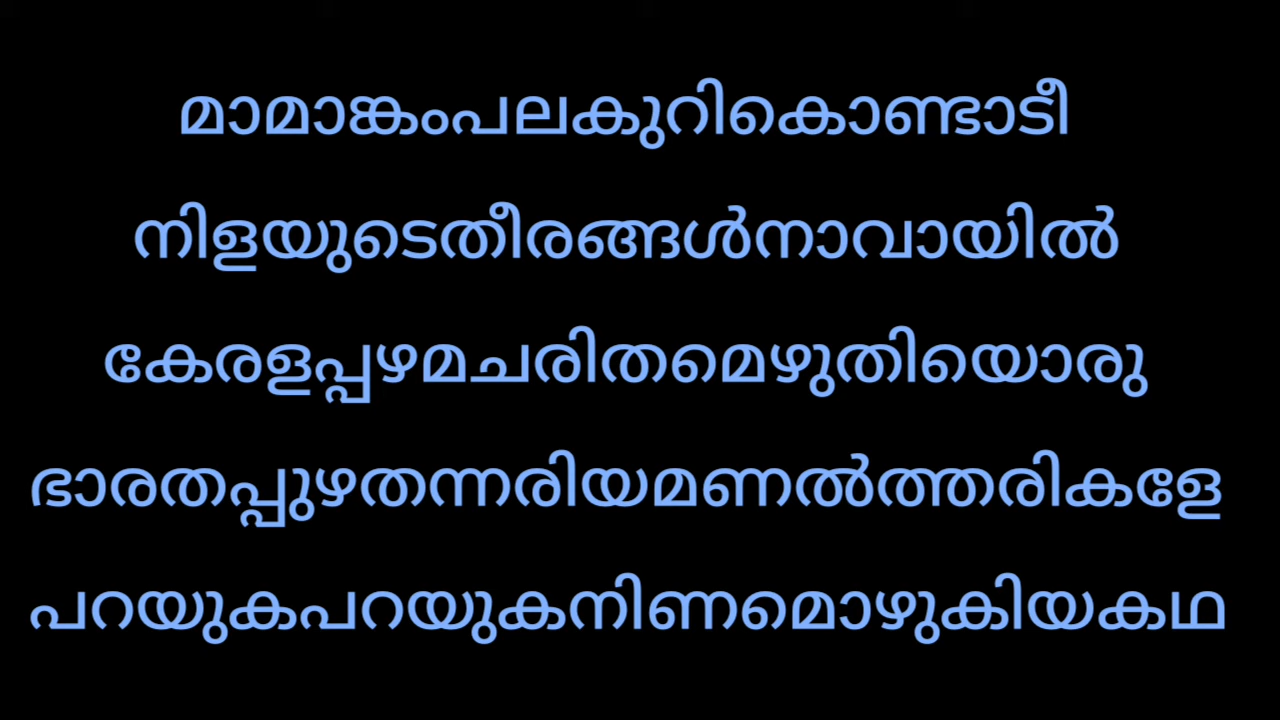 മാമാങ്കംപലകുറികൊണ്ടാടീ
നിളയുടെതീരങ്ങൾനാവായിൽ
കേരളപ്പഴമചരിതമെഴുതിയൊരു
ഭാരതപ്പുഴതന്നരിയമണൽത്തരികളേ
പറയുകപറയുകനിണമൊഴുകിയകഥ